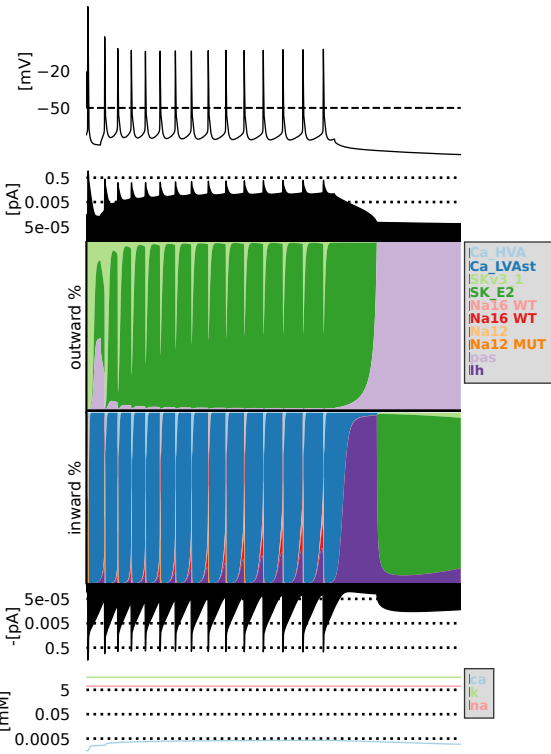 [mV]
−20
−50
[pA]
0.5
0.005
5e-05
outward %
Ca_HVA
Ca_LVAst
SKv3_1
SK_E2
Na16 WT
Na16 WT
Na12
Na12 MUT
pas
Ih
inward %
-[pA]
5e-05
0.005
0.5
[mM]
5
0.05
0.0005
ca
k
na